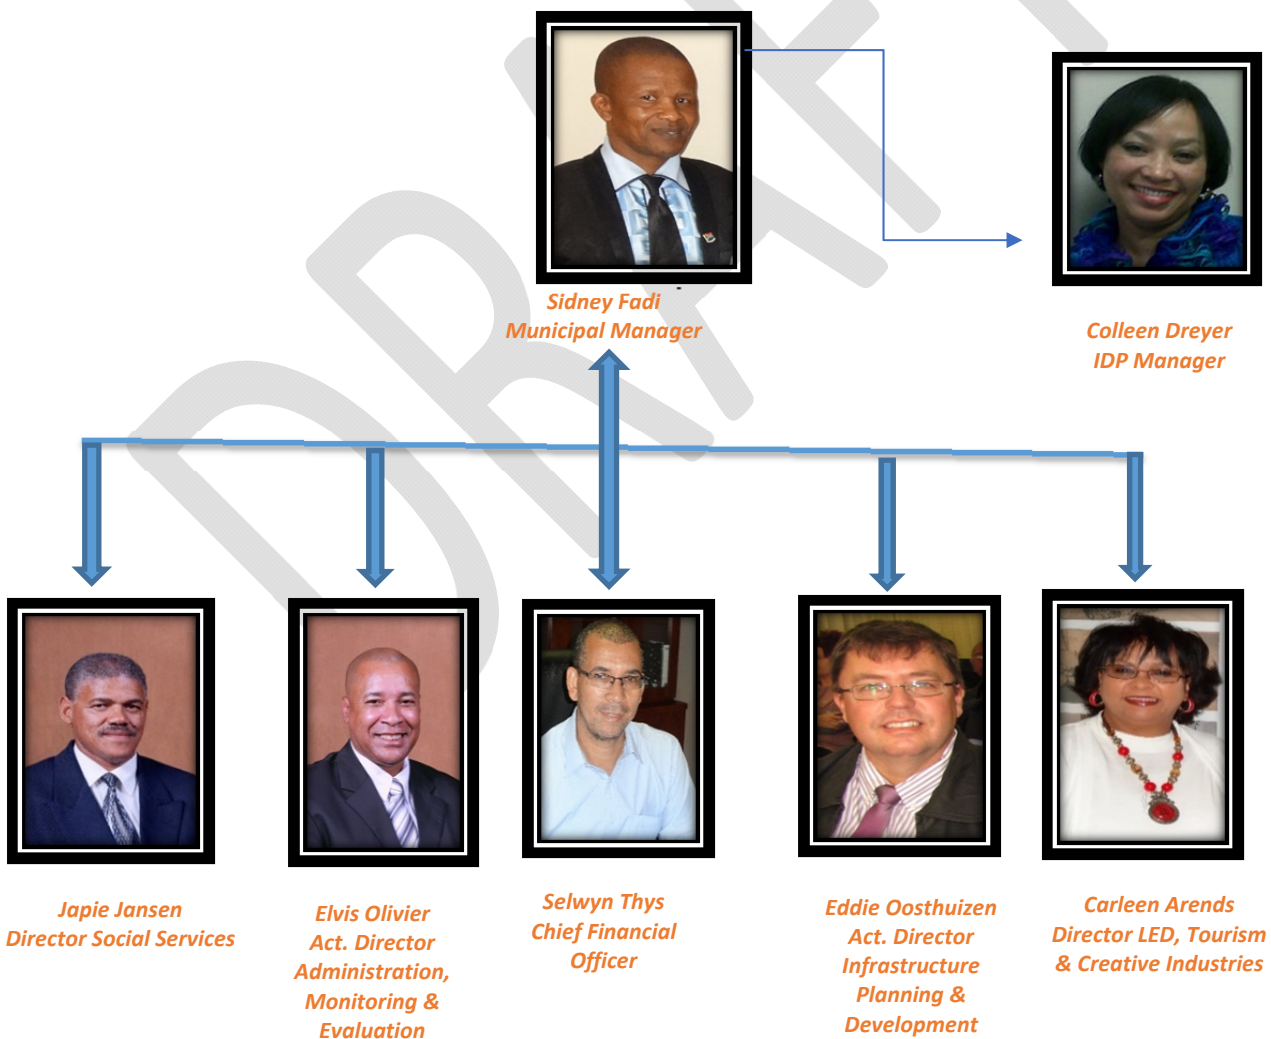 DRAFT
Sidney Fadi
Municipal Manager
Colleen Dreyer
IDP Manager
Japie Jansen
Director Social Services
Elvis Olivier
Act. Director
Administration,
Monitoring &
Evaluation
Selwyn Thys
Chief Financial
Officer
Eddie Oosthuizen
Act. Director
Infrastructure
Planning &
Development
Carleen Arends
Director LED, Tourism
& Creative Industries